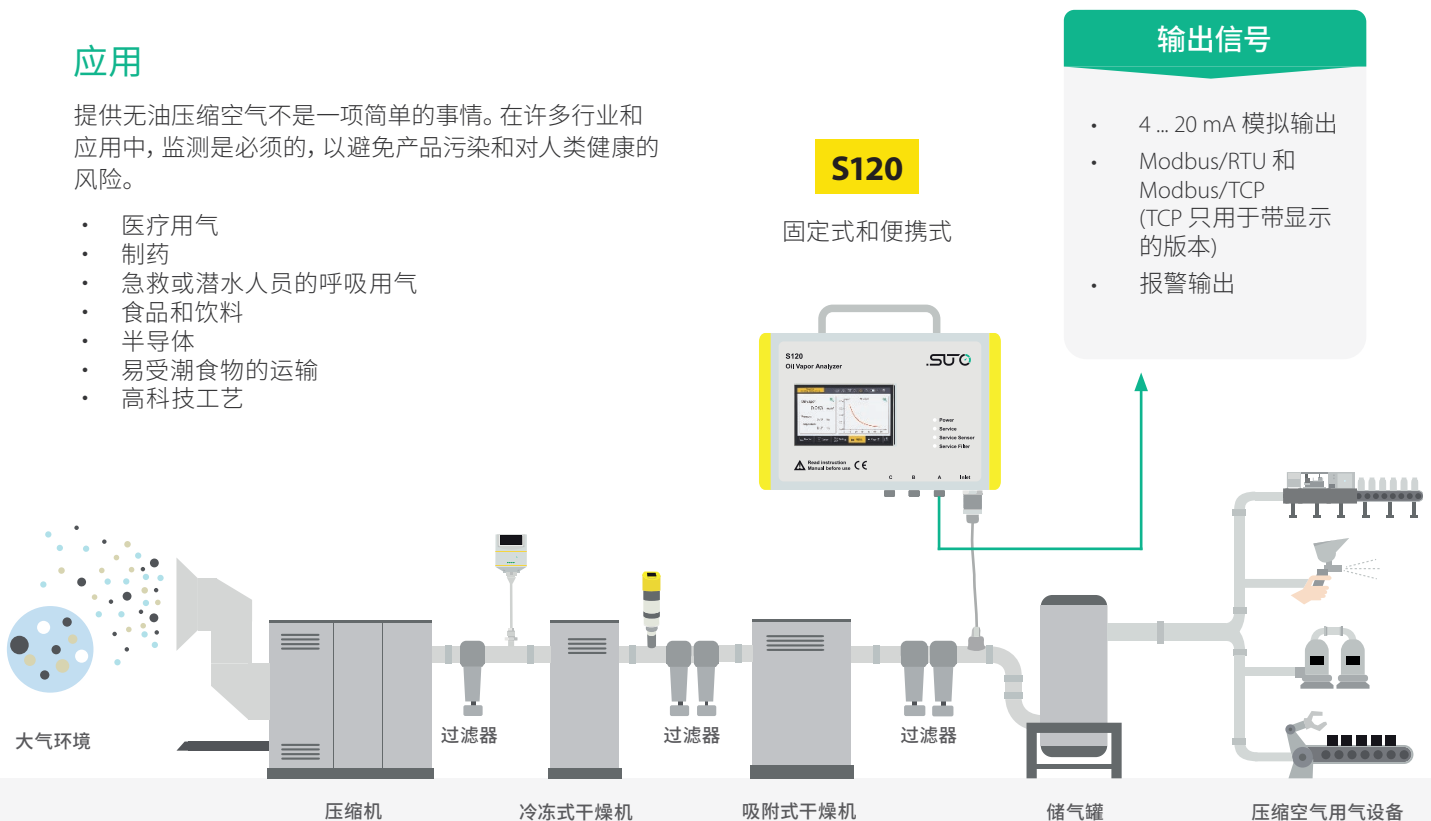 应用
提供无油压缩空气不是一项简单的事情。在许多行业和
应用中，监测是必须的，以避免产品污染和对人类健康的
风险。
• 医疗用气
• 制药
• 急救或潜水人员的呼吸用气
• 食品和饮料
• 半导体
• 易受潮食物的运输
• 高科技工艺
S120
固定式和便携式
输出信号
• 4 ... 20 mA 模拟输出
• Modbus/RTU 和
Modbus/TCP
(TCP 只用于带显示
的版本)
• 报警输出
S120
Oil Vapor Analyzer
SUTO
Power
Service
Service Sensor
Service Filter
Read instruction
Manual before use
CE
C B A Inlet
大气环境
过滤器
过滤器
过滤器
压缩机
冷冻式干燥机
吸附式干燥机
储气罐
压缩空气用气设备